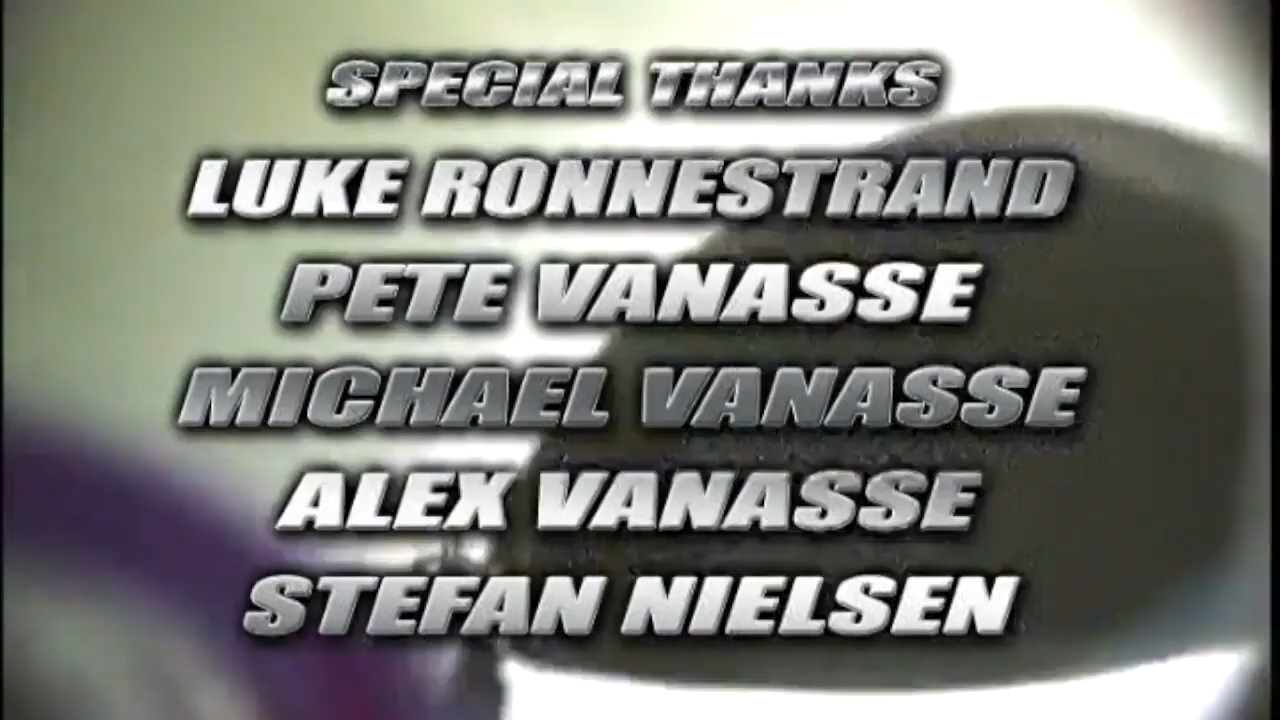 SPECIAL THANKS
LUKE RONNESTRAND
PETE VANASSE
MICHAEL VANASSE
ALEX VANASSE
STEFAN NIELSEN